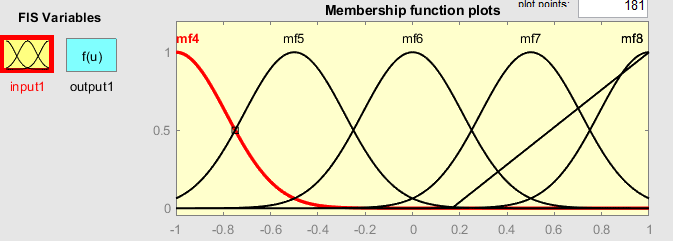 FIS Variables
input1
f(u)
output1
Membership function plots
plot points:
181
mf4 mf5 mf6 mf7 mf8
1
0.5
0
-1 -0.8 -0.6 -0.4 -0.2 0 0.2 0.4 0.6 0.8 1